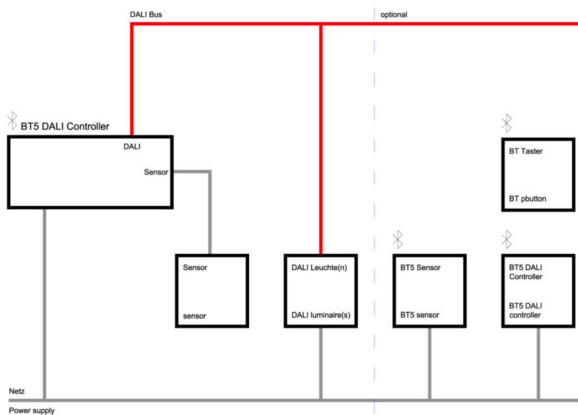 DALI Bus
optional
BT5 DALI Controller
DALI
Sensor
BT Taster
BT pbutton
Sensor
sensor
DALI Leuchte(n)
DALI luminaire(s)
BT5 Sensor
BT5 sensor
BT5 DALI
Controller
BT5 DALI
controller
Netz
Power supply